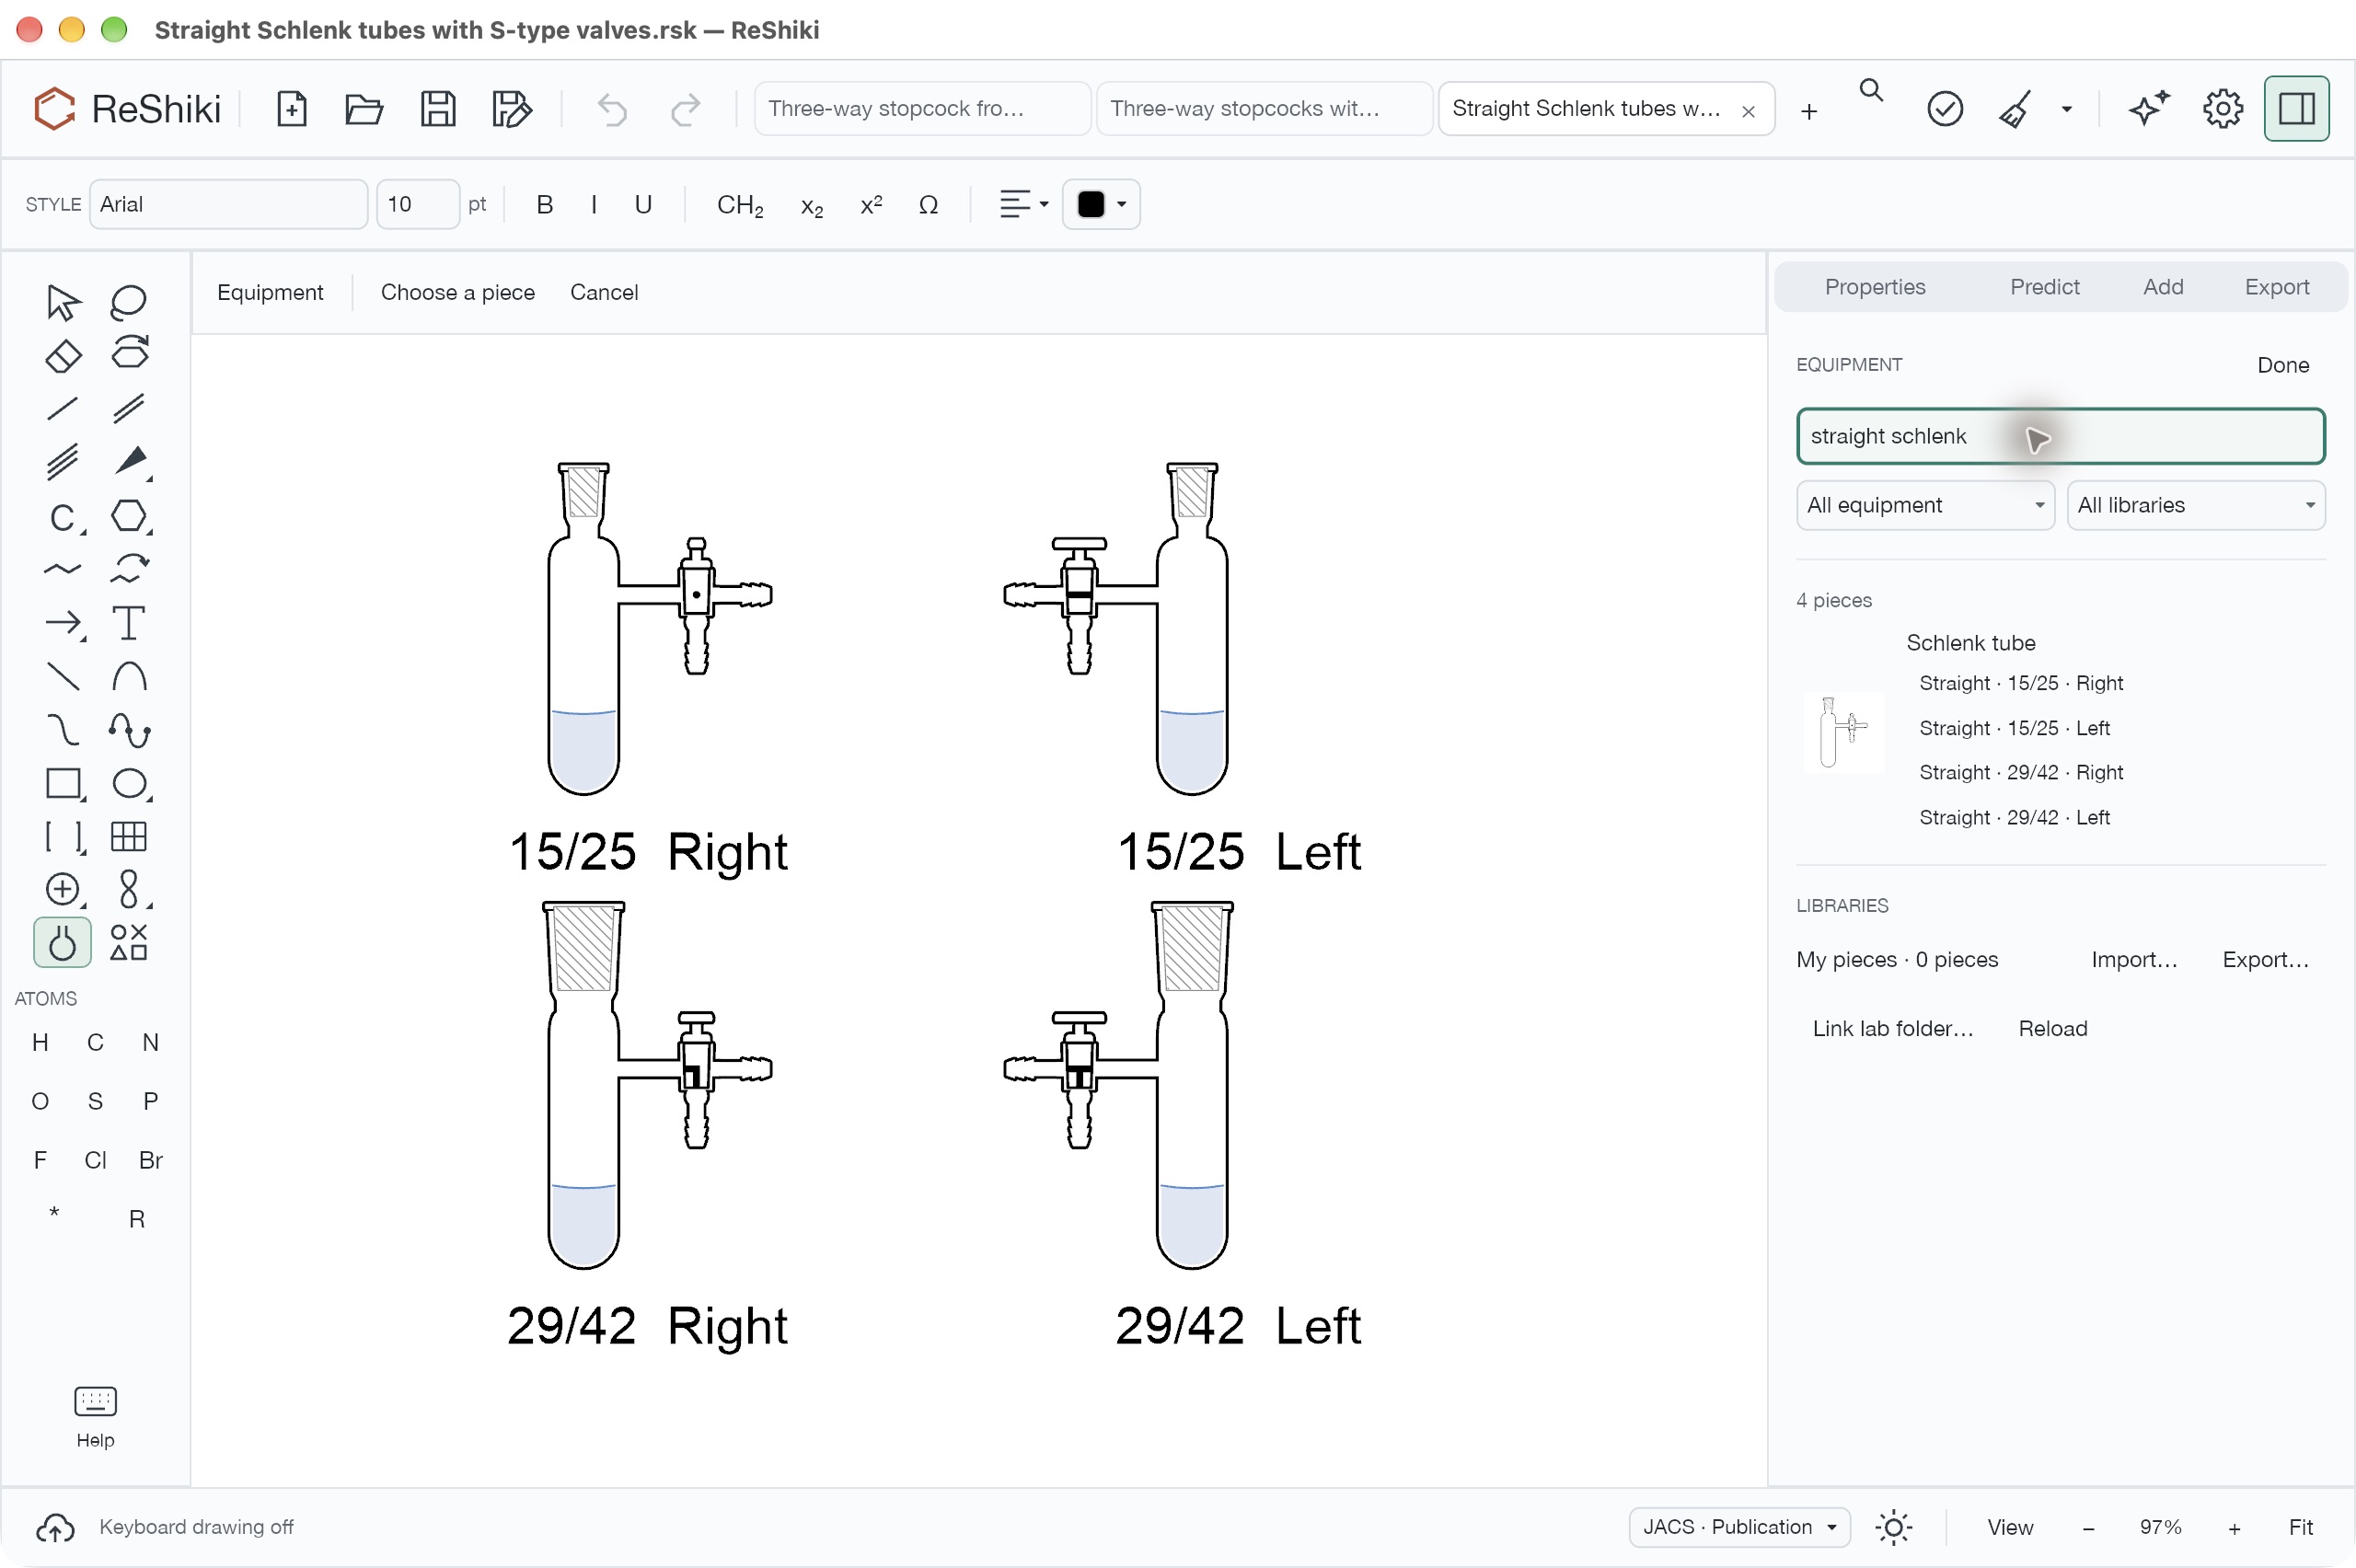 Straight Schlenk tubes with S-type valves.rsk — ReShiki
ReShiki
Three-way stopcock fro...
Three-way stopcocks wit...
Straight Schlenk tubes w... ×
+
STYLE Arial 10 pt B I U CH₂ x₂ x² Ω
Equipment Choose a piece Cancel
Properties Predict Add Export
EQUIPMENT Done
straight schlenk
All equipment All libraries
4 pieces
Schlenk tube
Straight · 15/25 · Right
Straight · 15/25 · Left
Straight · 29/42 · Right
Straight · 29/42 · Left
LIBRARIES
My pieces · 0 pieces Import... Export...
Link lab folder... Reload
15/25 Right
15/25 Left
29/42 Right
29/42 Left
C
T
ATOMS
H C N
O S P
F Cl Br
* R
Help
Keyboard drawing off
JACS · Publication View − 97% + Fit